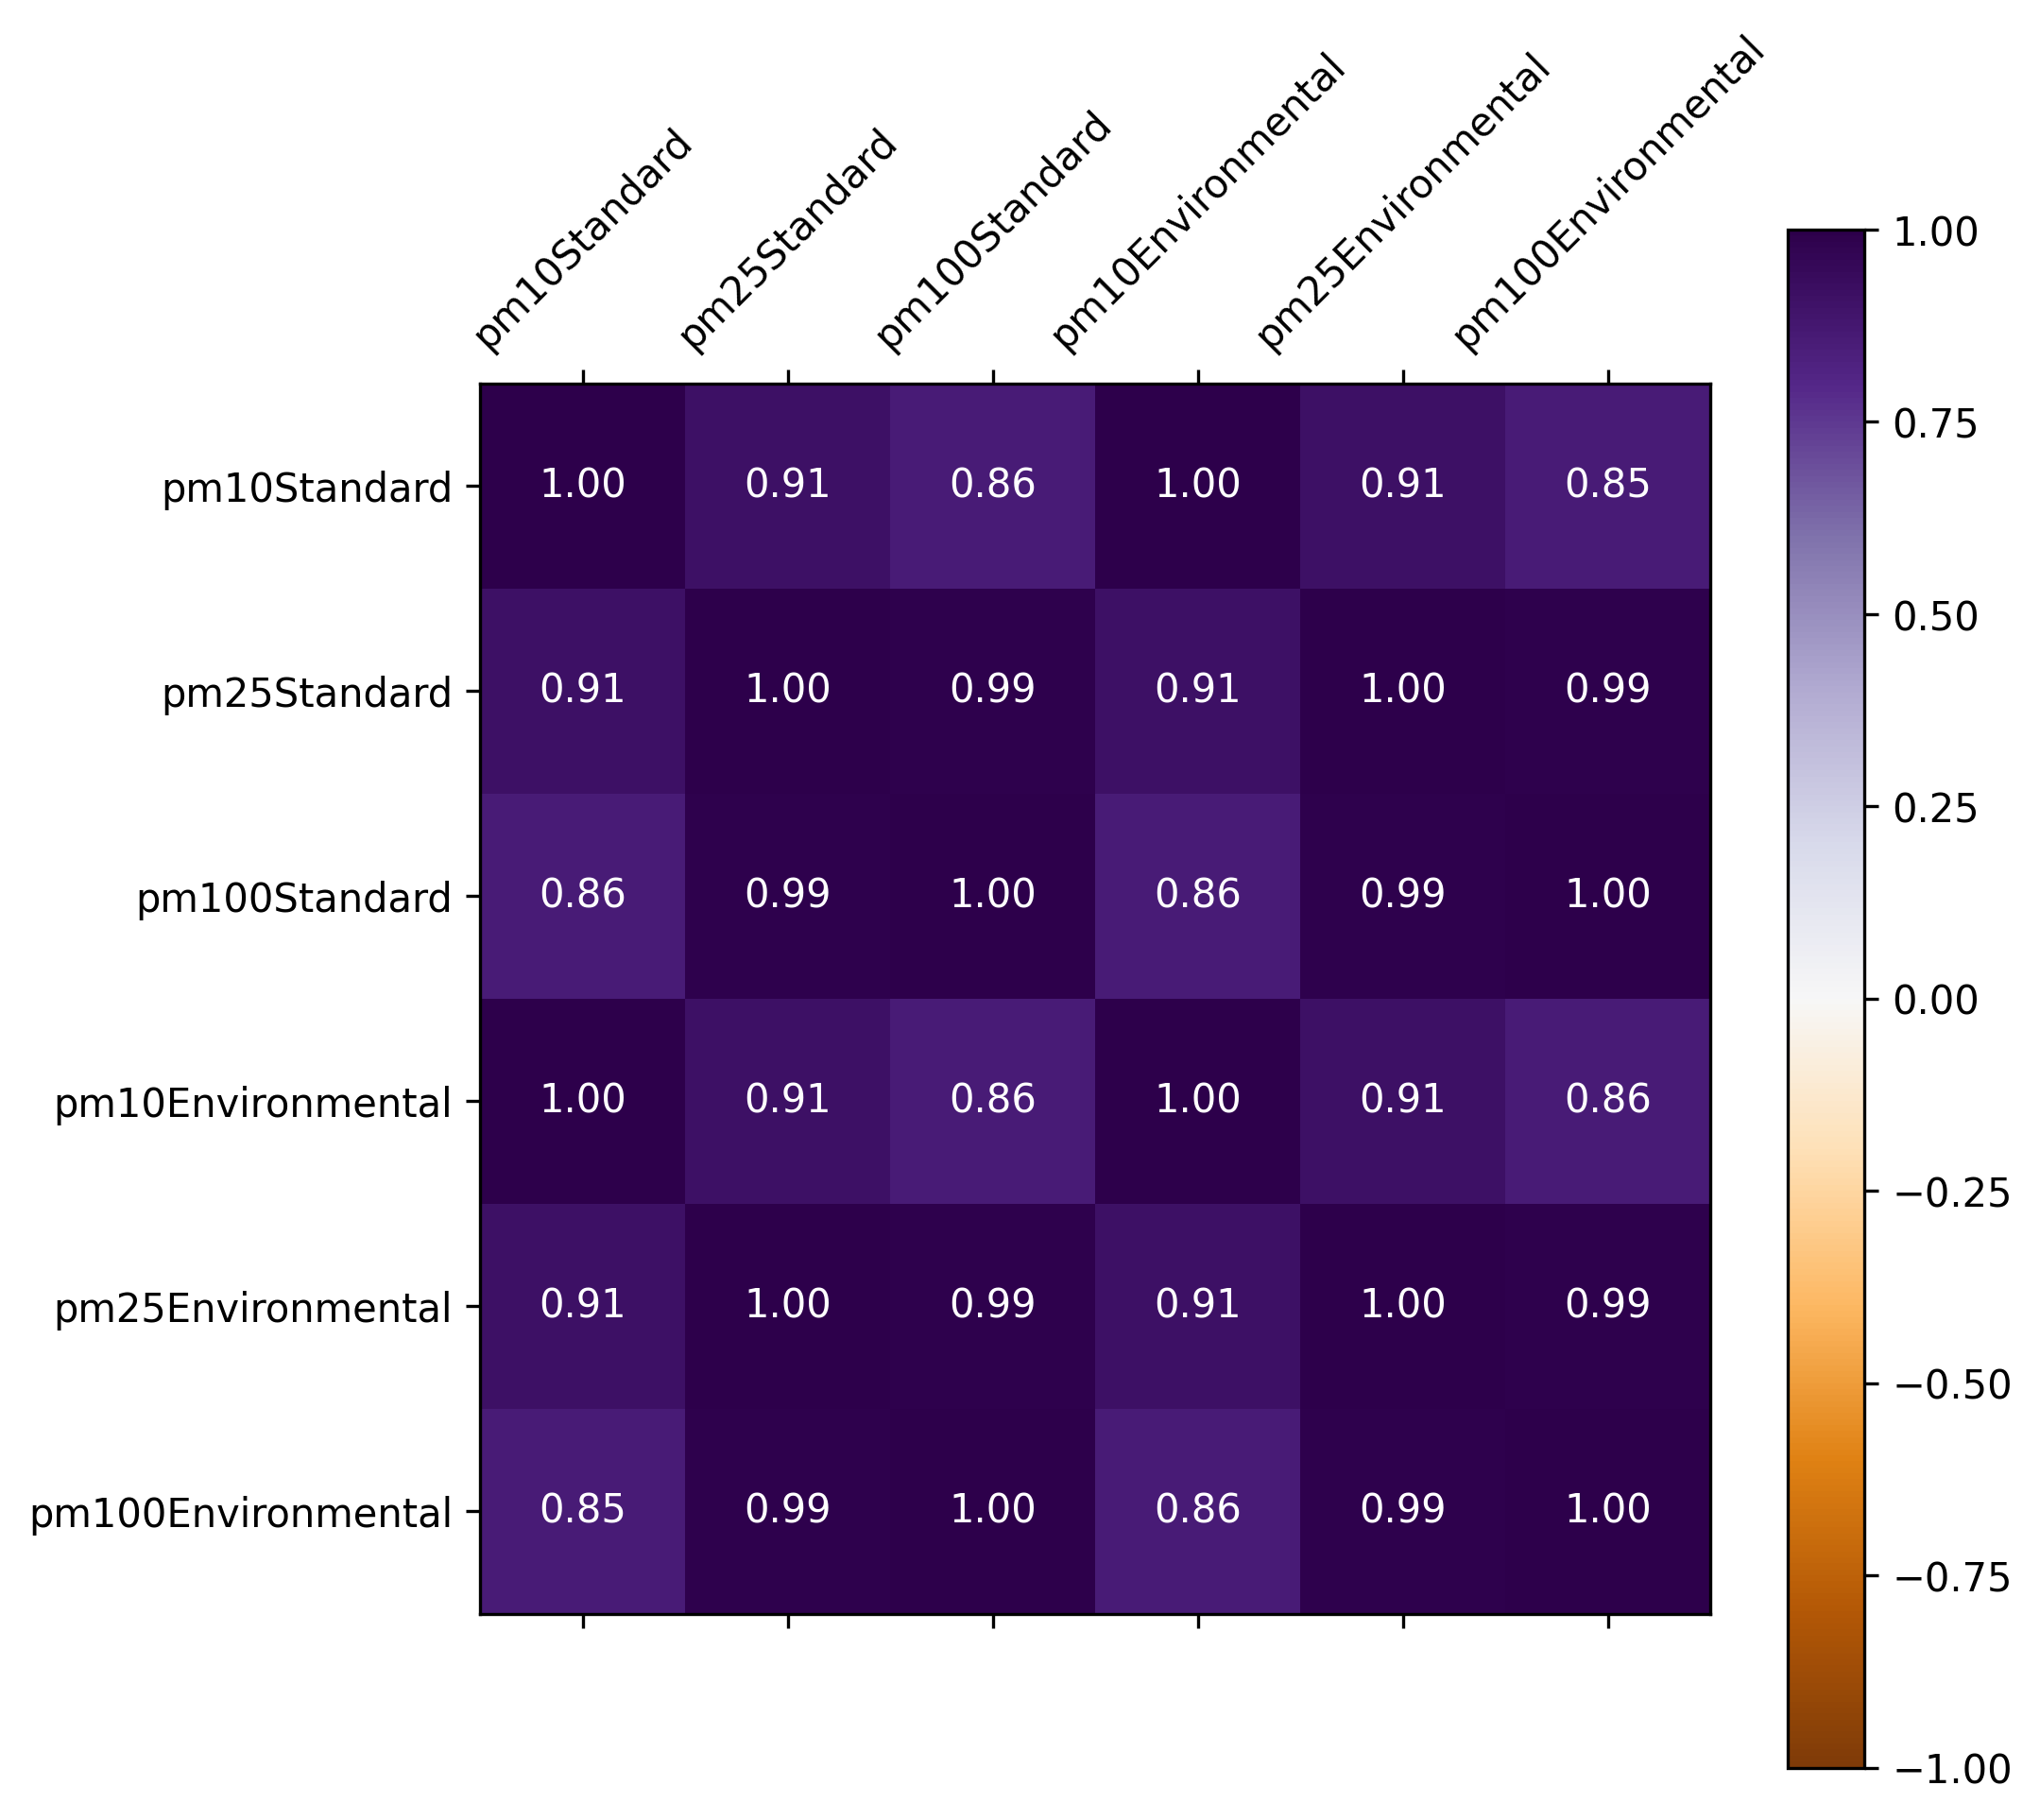 pm10Standard
pm25Standard
pm100Standard
pm10Environmental
pm25Environmental
pm100Environmental
pm10Standard 1.00 0.91 0.86 1.00 0.91 0.85
pm25Standard 0.91 1.00 0.99 0.91 1.00 0.99
pm100Standard 0.86 0.99 1.00 0.86 0.99 1.00
pm10Environmental 1.00 0.91 0.86 1.00 0.91 0.86
pm25Environmental 0.91 1.00 0.99 0.91 1.00 0.99
pm100Environmental 0.85 0.99 1.00 0.86 0.99 1.00
1.00
0.75
0.50
0.25
0.00
−0.25
−0.50
−0.75
−1.00